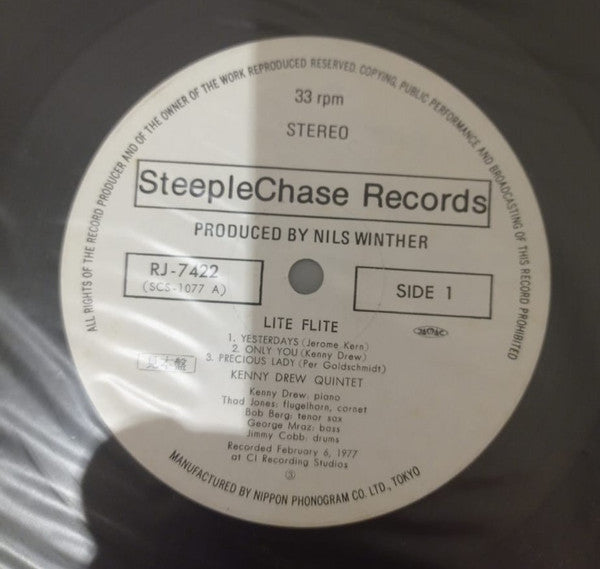 ALL RIGHTS OF THE RECORD PRODUCER AND OF THE OWNER OF THE WORK REPRODUCED RESERVED. COPYING, PUBLIC PERFORMANCE AND BROADCASTING OF THIS RECORD PROHIBITED
33 rpm
STEREO
SteepleChase Records
PRODUCED BY NILS WINTHER
RJ-7422
(SCS-1077 A)
SIDE 1
LITE FLITE
1. YESTERDAYS (Jerome Kern)
2. ONLY YOU (Kenny Drew)
3. PRECIOUS LADY (Per Goldschmidt)
見本盤
KENNY DREW QUINTET
Kenny Drew: piano
Thad Jones: flugelhorn, cornet
Bob Berg: tenor sax
George Mraz: bass
Jimmy Cobb: drums
Recorded February 6, 1977
at CI Recording Studios
MANUFACTURED BY NIPPON PHONOGRAM CO. LTD., TOKYO